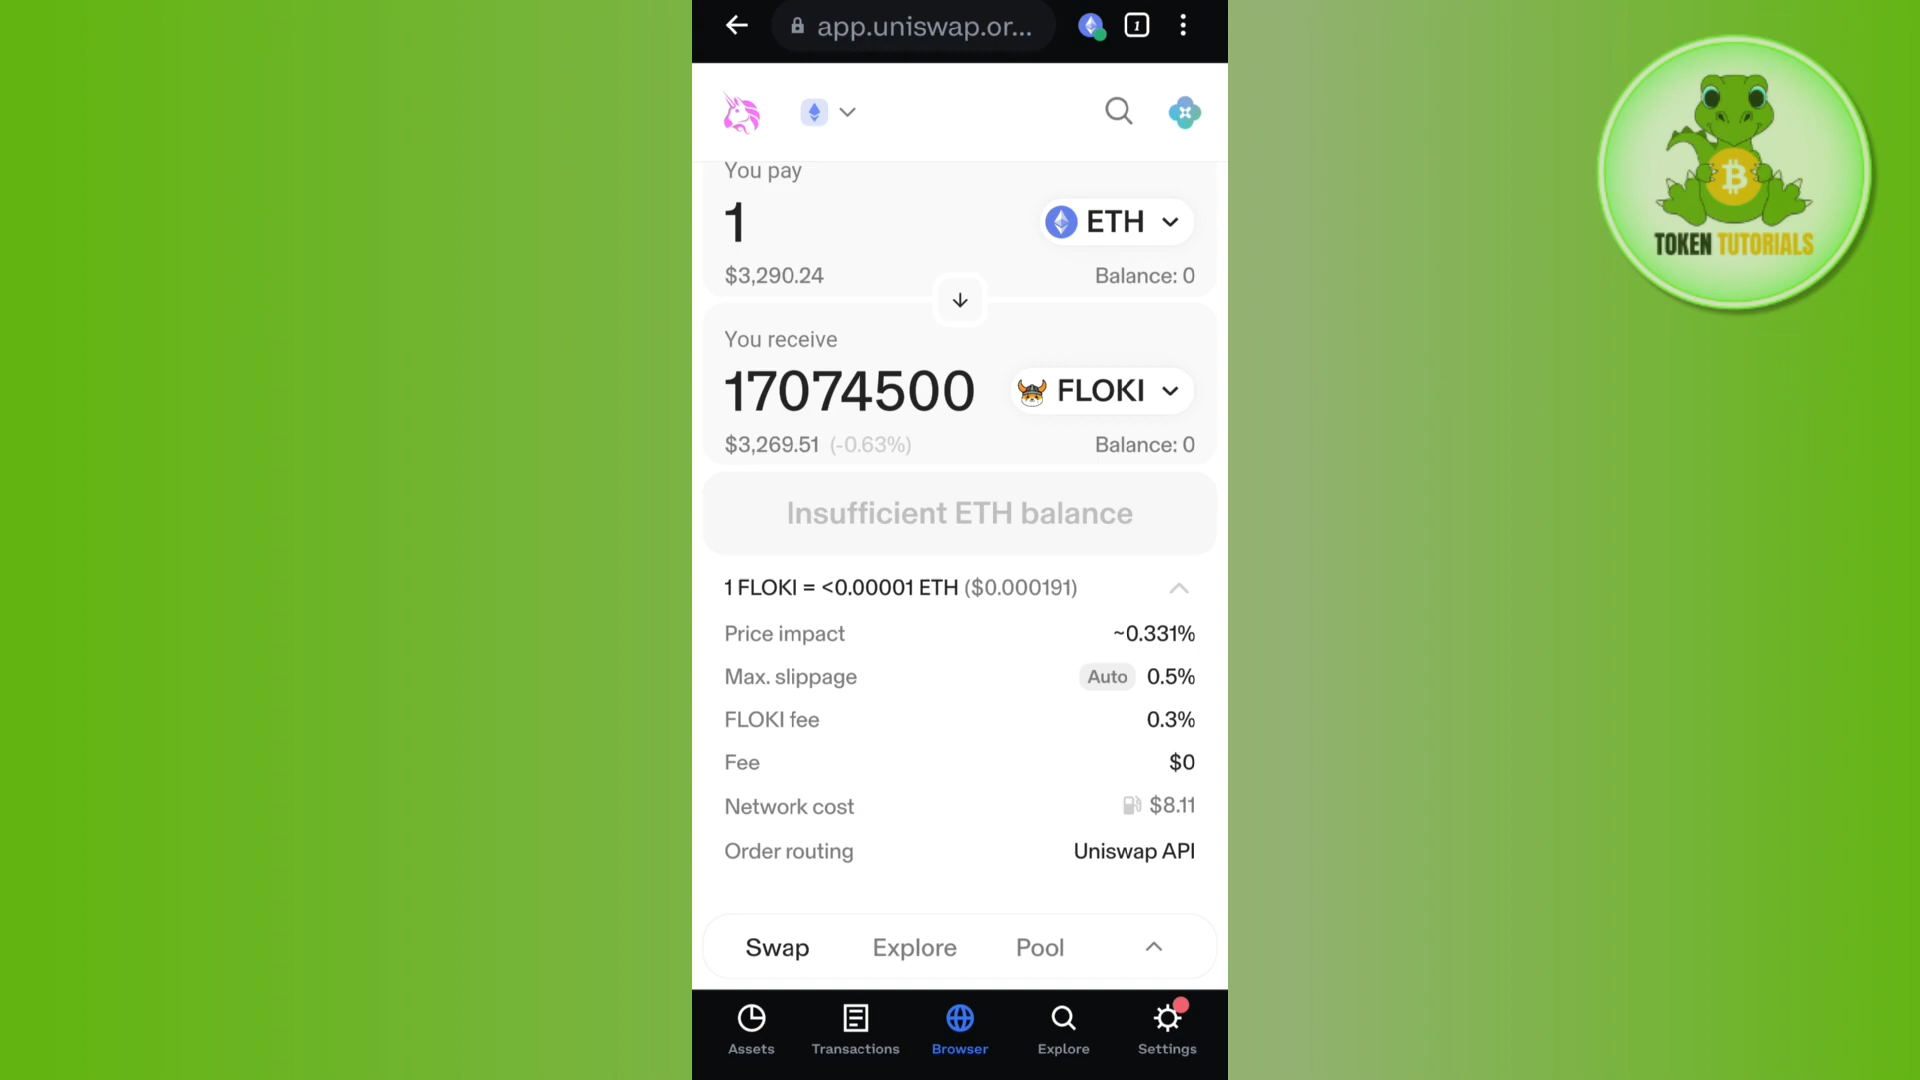 app.uniswap.or...
1
You pay
1
ETH
$3,290.24
Balance: 0
You receive
17074500
FLOKI
$3,269.51 (-0.63%)
Balance: 0
Insufficient ETH balance
1 FLOKI = <0.00001 ETH ($0.000191)
Price impact
~0.331%
Max. slippage
Auto 0.5%
FLOKI fee
0.3%
Fee
$0
Network cost
$8.11
Order routing
Uniswap API
Swap
Explore
Pool
Assets
Transactions
Browser
Explore
Settings
TOKEN TUTORIALS